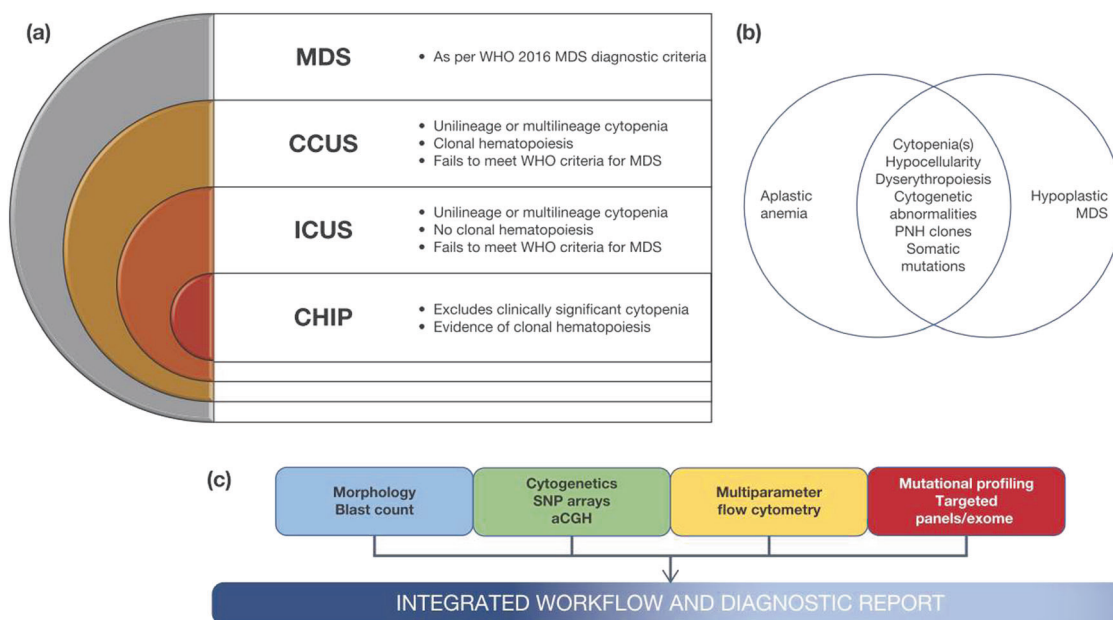 (a)
MDS
• As per WHO 2016 MDS diagnostic criteria
CCUS
• Unilineage or multilineage cytopenia
• Clonal hematopoiesis
• Fails to meet WHO criteria for MDS
ICUS
• Unilineage or multilineage cytopenia
• No clonal hematopoiesis
• Fails to meet WHO criteria for MDS
CHIP
• Excludes clinically significant cytopenia
• Evidence of clonal hematopoiesis
(b)
Aplastic
anemia
Cytopenia(s)
Hypocellularity
Dyserythropoiesis
Cytogenetic
abnormalities
PNH clones
Somatic
mutations
Hypoplastic
MDS
(c)
Morphology
Blast count
Cytogenetics
SNP arrays
aCGH
Multiparameter
flow cytometry
Mutational profiling
Targeted
panels/exome
INTEGRATED WORKFLOW AND DIAGNOSTIC REPORT